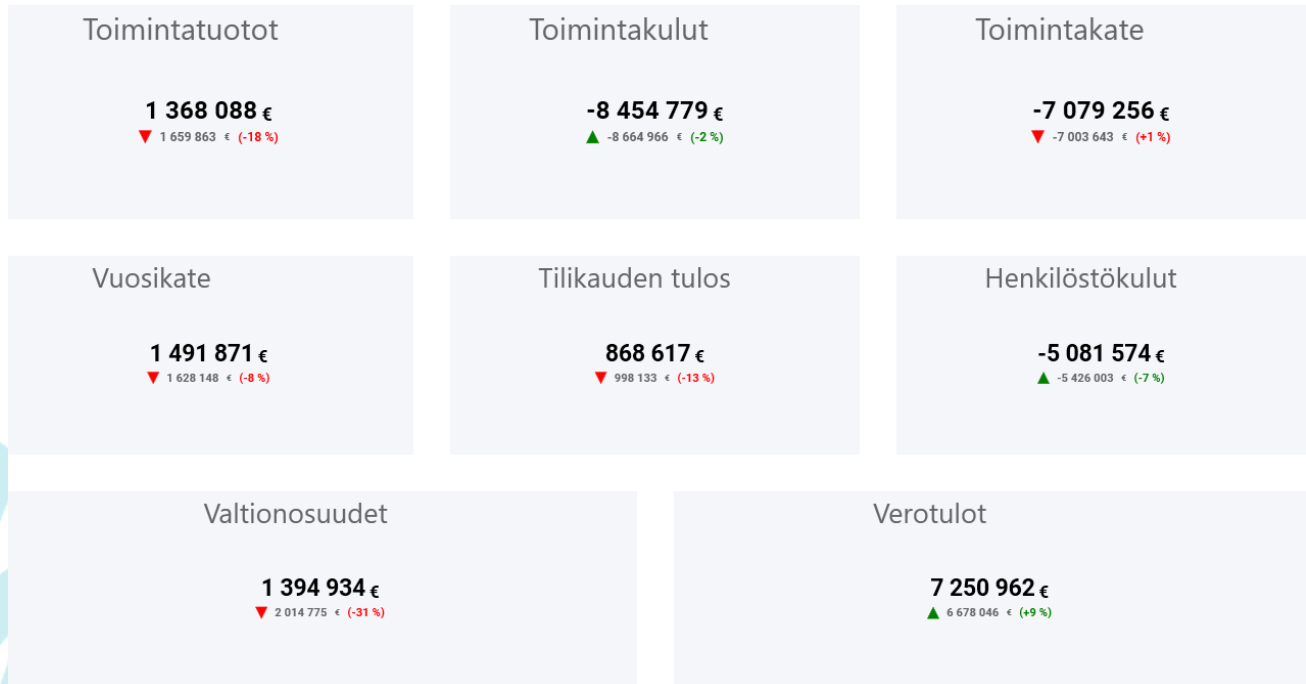 Toimintatuotot
1 368 088 €
▼ 1 659 863 € (-18 %)
Toimintakulut
-8 454 779 €
▲ -8 664 966 € (-2 %)
Toimintakate
-7 079 256 €
▼ -7 003 643 € (+1 %)
Vuosikate
1 491 871 €
▼ 1 628 148 € (-8 %)
Tilikauden tulos
868 617 €
▼ 998 133 € (-13 %)
Henkilöstökulut
-5 081 574 €
▲ -5 426 003 € (-7 %)
Valtionosuudet
1 394 934 €
▼ 2 014 775 € (-31 %)
Verotulot
7 250 962 €
▲ 6 678 046 € (+9 %)